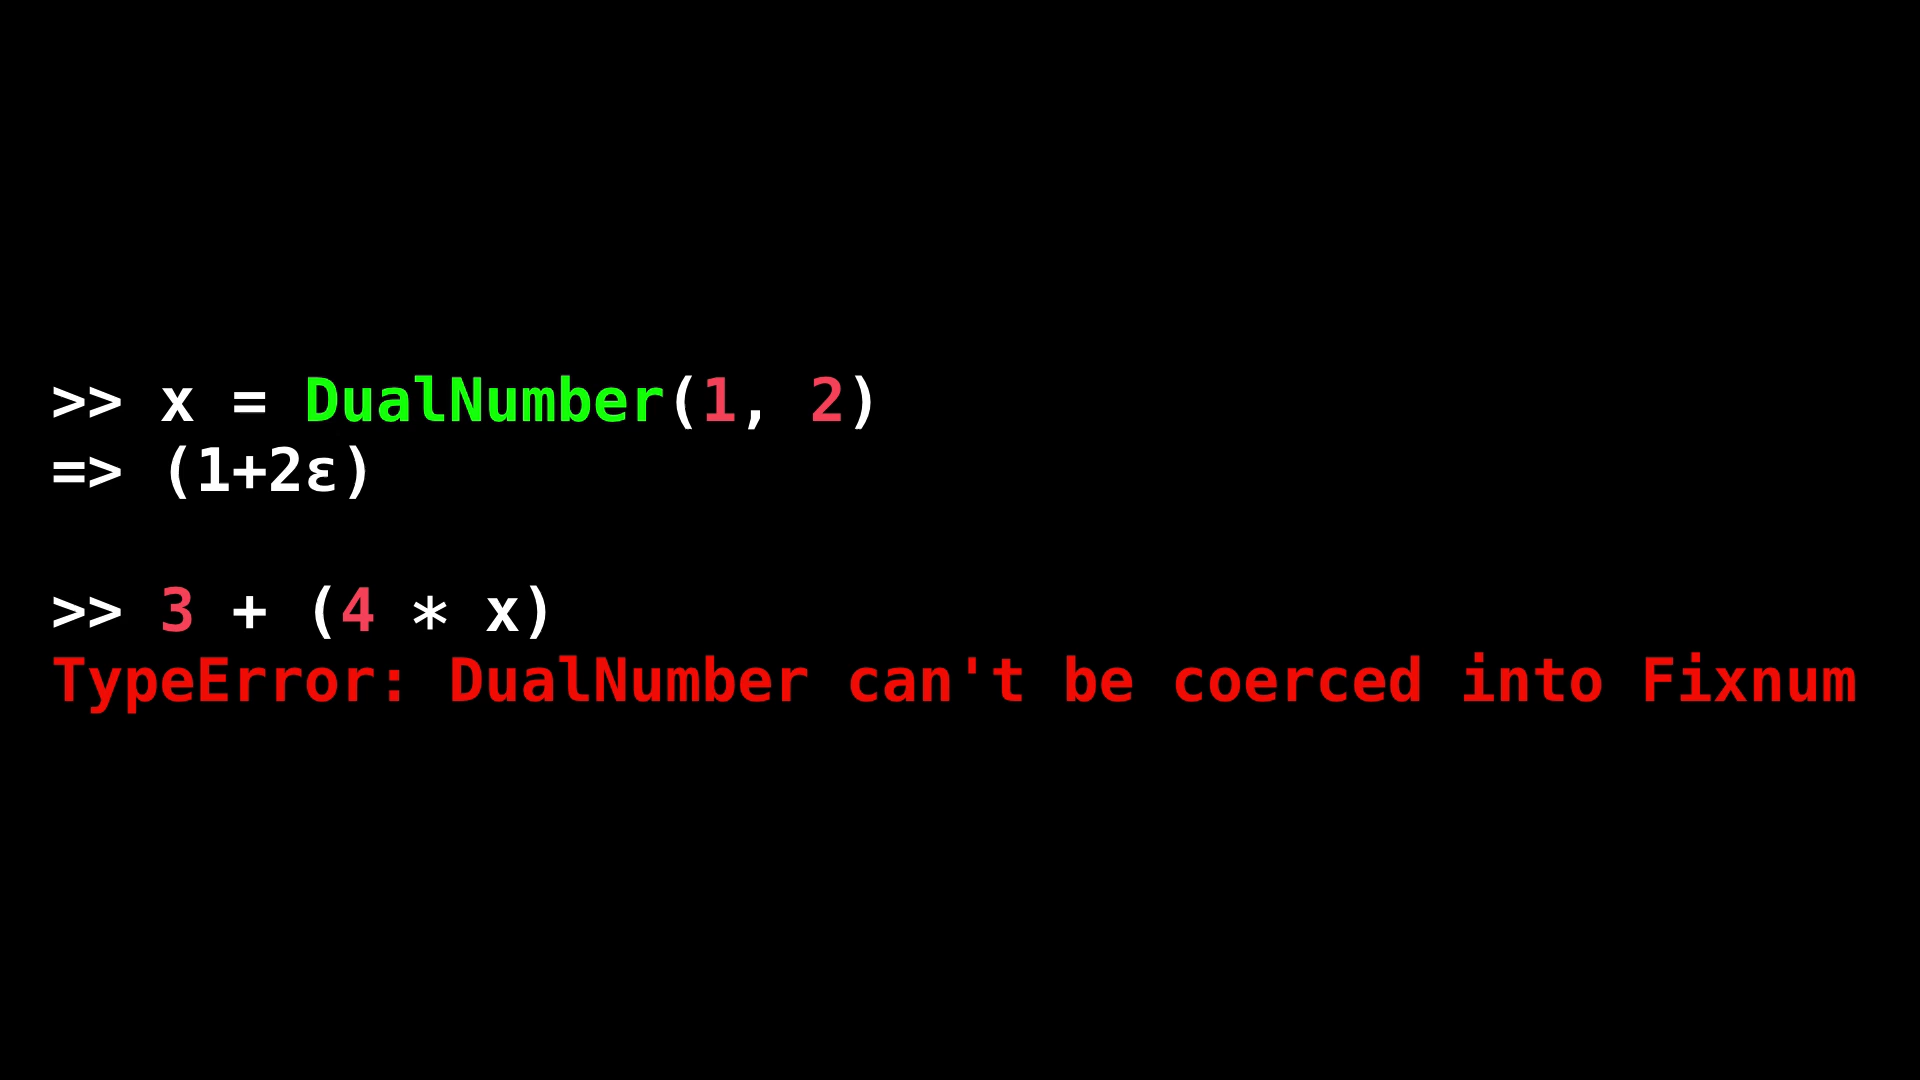 >> x = DualNumber(1, 2)
=> (1+2ε)
>> 3 + (4 * x)
TypeError: DualNumber can't be coerced into Fixnum